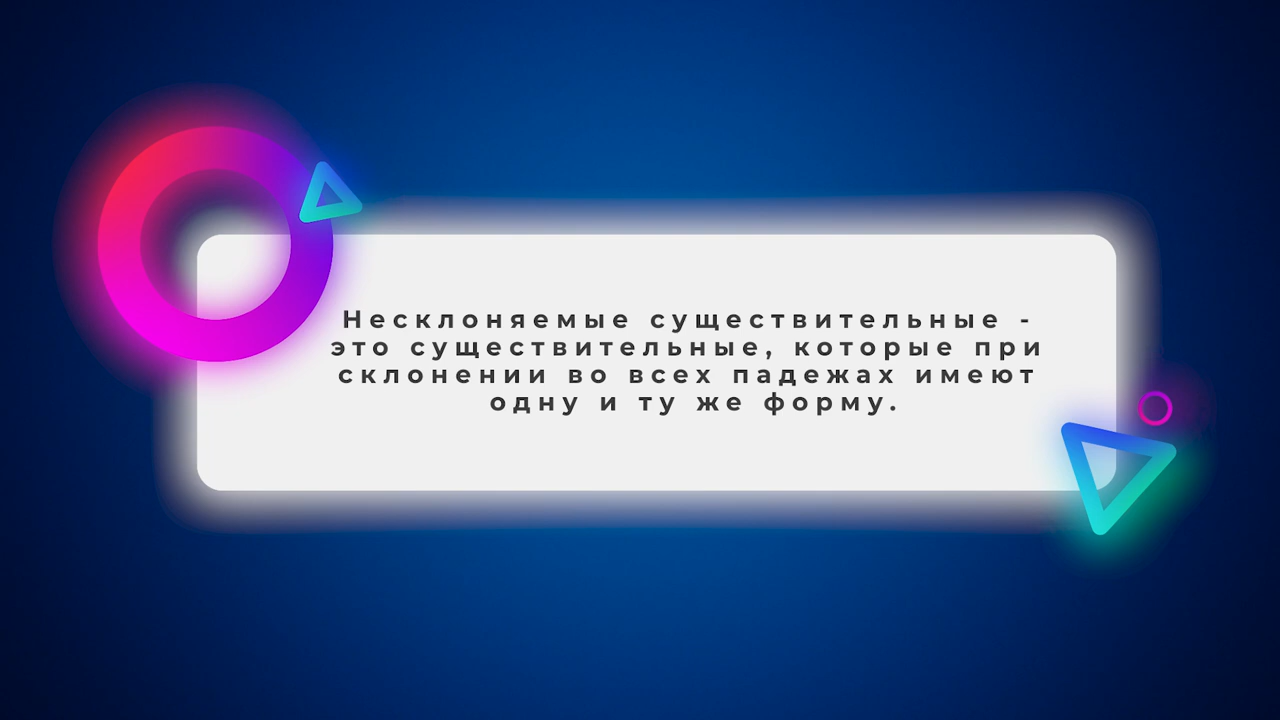 Несклоняемые существительные -
это существительные, которые при
склонении во всех падежах имеют
одну и ту же форму.